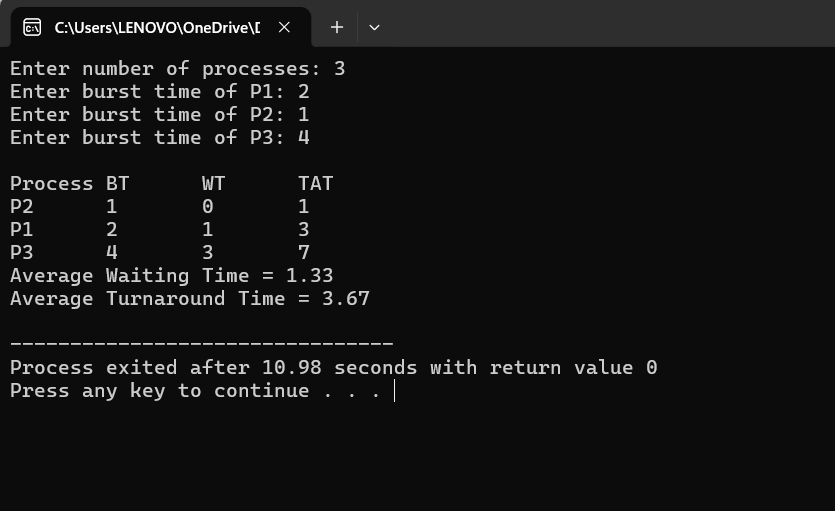 C:\Users\LENOVO\OneDrive\D
Enter number of processes: 3
Enter burst time of P1: 2
Enter burst time of P2: 1
Enter burst time of P3: 4
Process BT WT TAT
P2 1 0 1
P1 2 1 3
P3 4 3 7
Average Waiting Time = 1.33
Average Turnaround Time = 3.67
--------------------------------
Process exited after 10.98 seconds with return value 0
Press any key to continue . . .